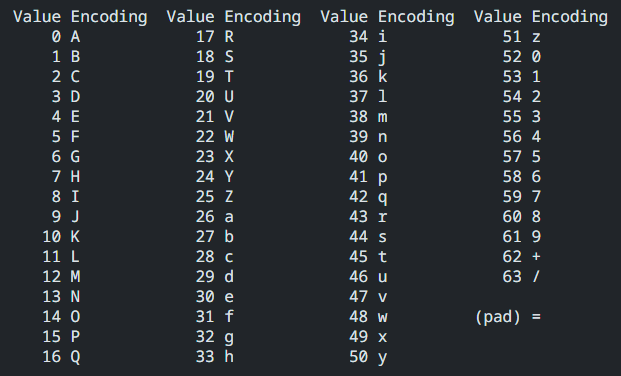 Value Encoding  Value Encoding  Value Encoding  Value Encoding
0 A  17 R  34 i  51 z
1 B  18 S  35 j  52 0
2 C  19 T  36 k  53 1
3 D  20 U  37 l  54 2
4 E  21 V  38 m  55 3
5 F  22 W  39 n  56 4
6 G  23 X  40 o  57 5
7 H  24 Y  41 p  58 6
8 I  25 Z  42 q  59 7
9 J  26 a  43 r  60 8
10 K  27 b  44 s  61 9
11 L  28 c  45 t  62 +
12 M  29 d  46 u  63 /
13 N  30 e  47 v
14 O  31 f  48 w  (pad) =
15 P  32 g  49 x
16 Q  33 h  50 y